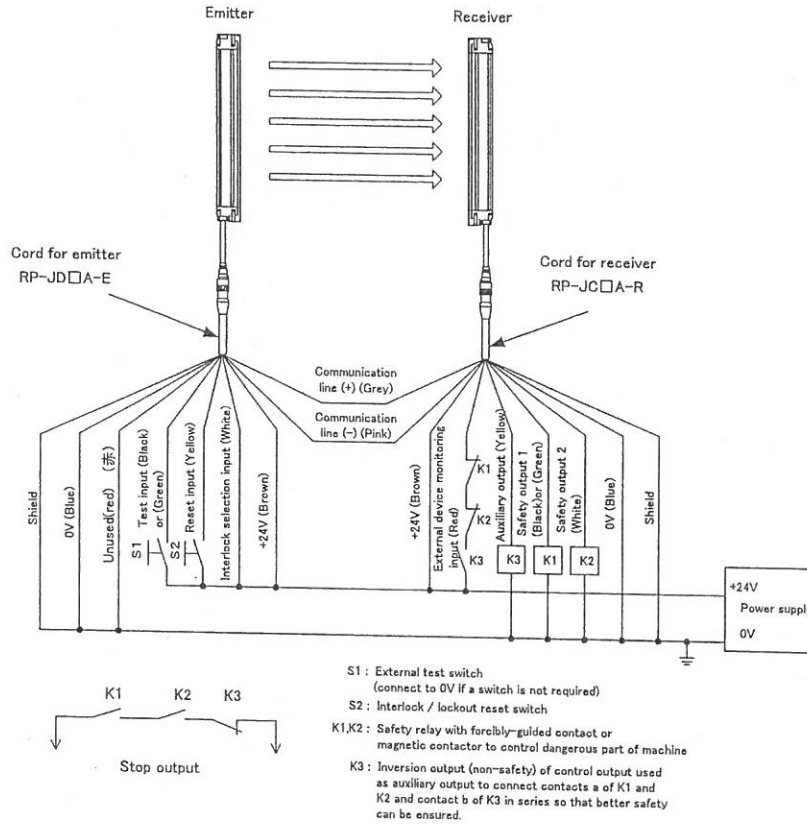 Emitter
Receiver
Cord for emitter
RP-JD□A-E
Cord for receiver
RP-JC□A-R
Communication
line (+) (Grey)
Communication
line (-) (Pink)
Shield
0V (Blue)
Unused(red) (赤)
S1
Test input (Black)
or (Green)
S2
Reset input (Yellow)
Interlock selection input (White)
+24V (Brown)
+24V (Brown)
External device monitoring
input (Red)
K1
K2
K3
Auxiliary output (Yellow)
Safety output 1
(Black)or (Green)
Safety output 2
(White)
0V (Blue)
Shield
K3
K1
K2
+24V
Power supply
0V
K1 K2 K3
Stop output
S1 : External test switch
(connect to 0V if a switch is not required)
S2 : Interlock / lockout reset switch
K1,K2 : Safety relay with forcibly-guided contact or
magnetic contactor to control dangerous part of machine
K3 : Inversion output (non-safety) of control output used
as auxiliary output to connect contacts a of K1 and
K2 and contact b of K3 in series so that better safety
can be ensured.